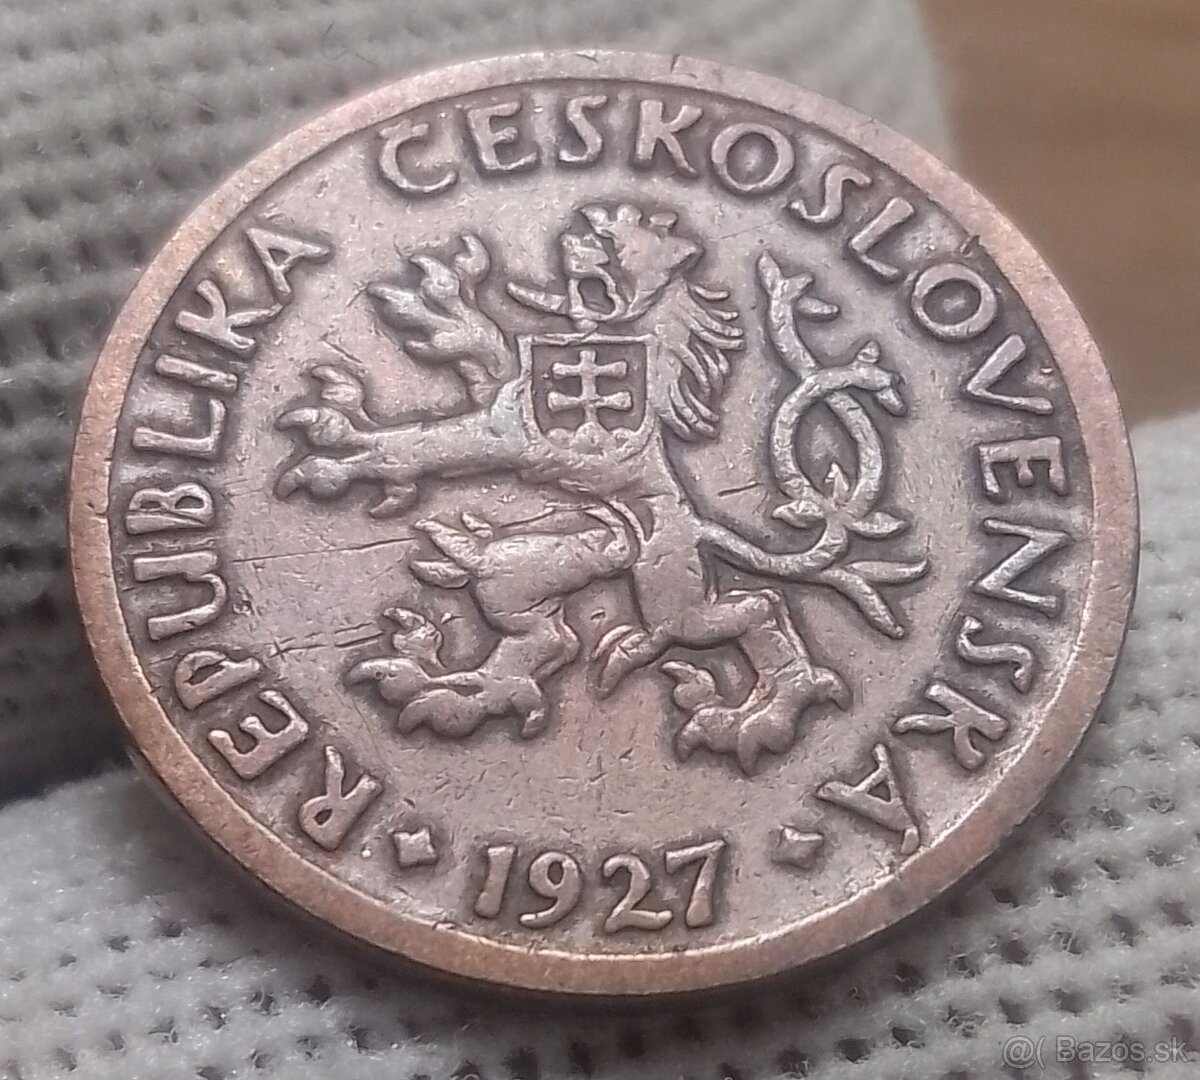 REPUBLIKA ČESKOSLOVENSKÁ
· 1927 ·
@( Bazos.sk